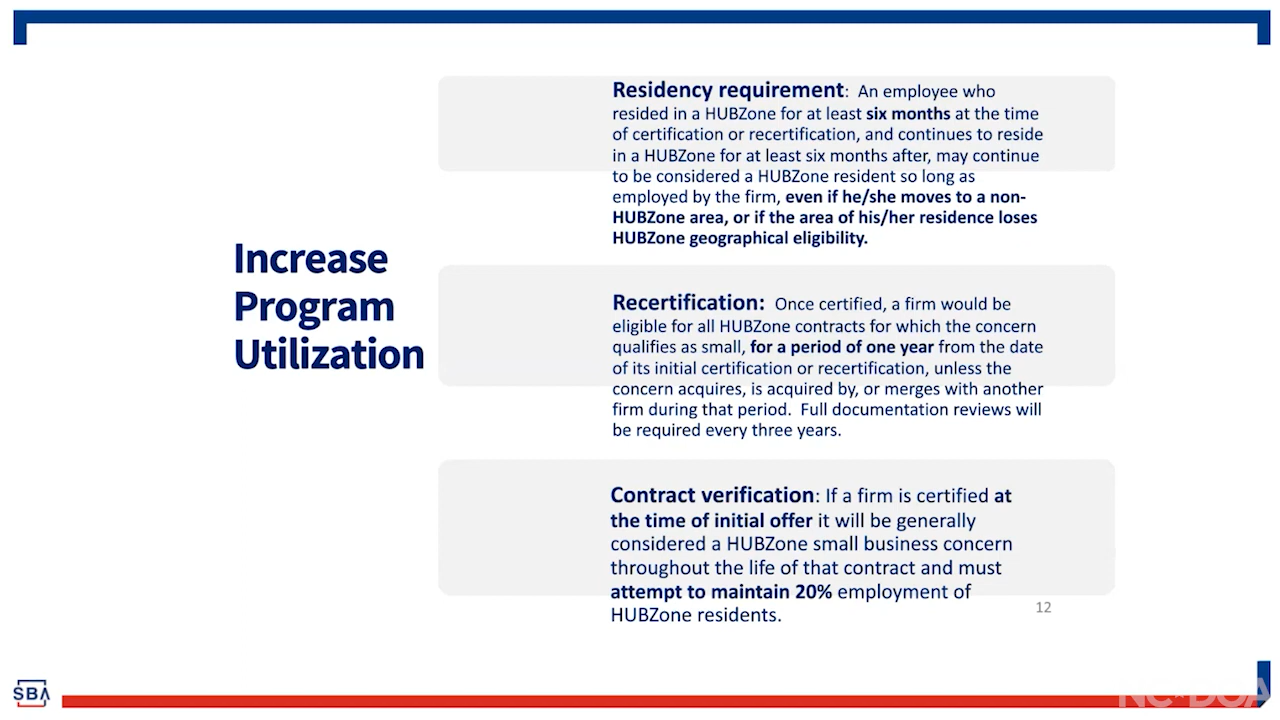 Increase
Program
Utilization
Residency requirement: An employee who
resided in a HUBZone for at least six months at the time
of certification or recertification, and continues to reside
in a HUBZone for at least six months after, may continue
to be considered a HUBZone resident so long as
employed by the firm, even if he/she moves to a non-
HUBZone area, or if the area of his/her residence loses
HUBZone geographical eligibility.
Recertification: Once certified, a firm would be
eligible for all HUBZone contracts for which the concern
qualifies as small, for a period of one year from the date
of its initial certification or recertification, unless the
concern acquires, is acquired by, or merges with another
firm during that period. Full documentation reviews will
be required every three years.
Contract verification: If a firm is certified at
the time of initial offer it will be generally
considered a HUBZone small business concern
throughout the life of that contract and must
attempt to maintain 20% employment of
HUBZone residents.
12
SBA
NC DOA